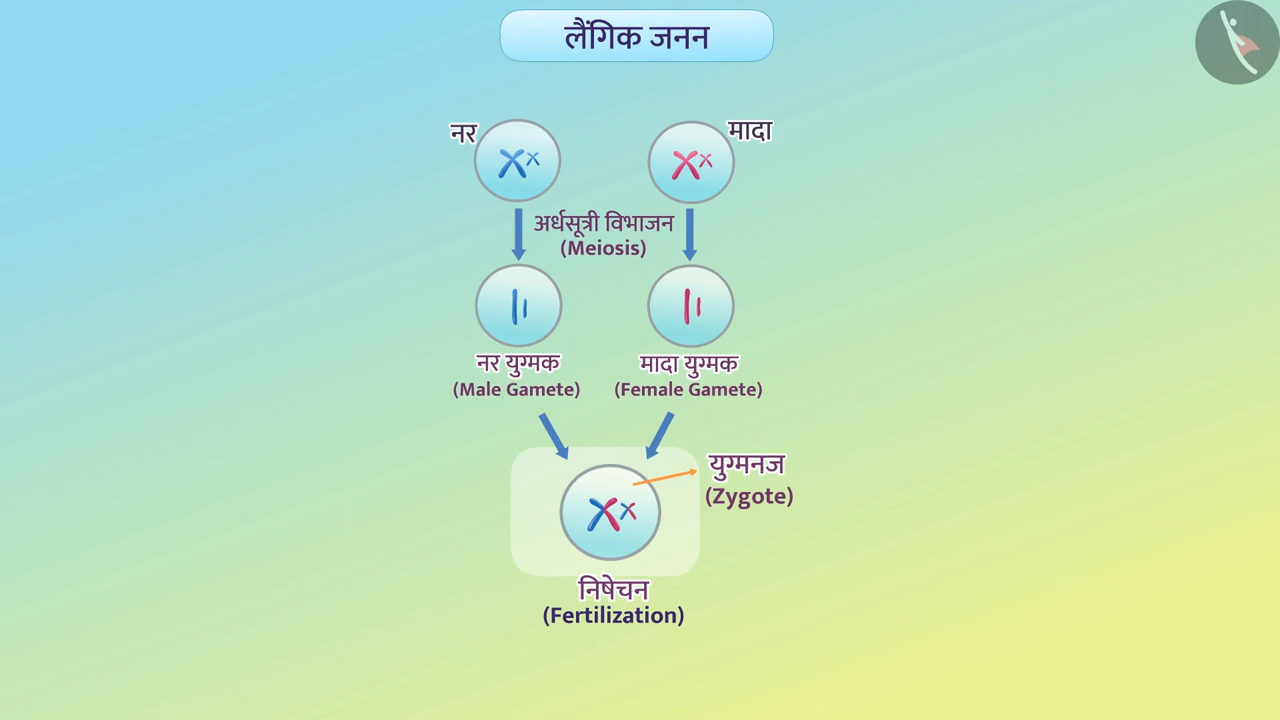 लैंगिक जनन
नर
मादा
अर्धसूत्री विभाजन
(Meiosis)
नर युग्मक
(Male Gamete)
मादा युग्मक
(Female Gamete)
युग्मनज
(Zygote)
निषेचन
(Fertilization)